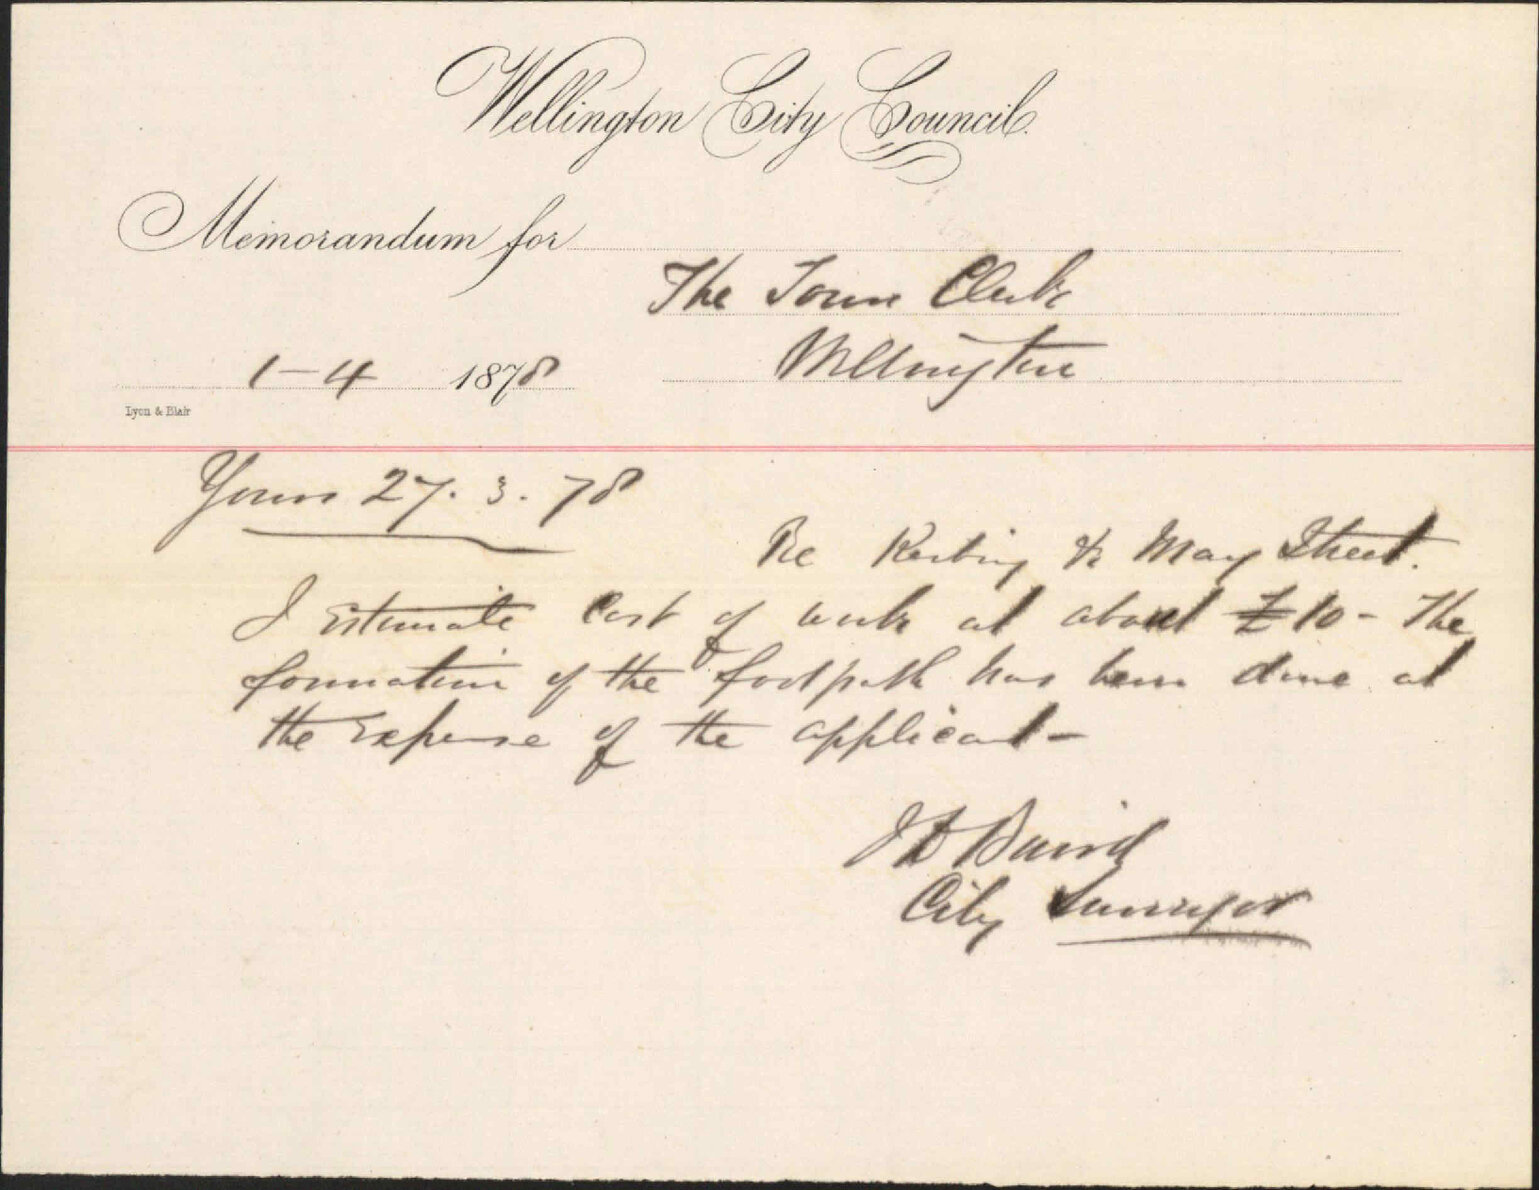 Wellington City Council.
Memorandum for
The Town Clerk
Wellington
1-4 1878
Lyon & Blair
Yours 27. 3. 78
Re Kerbing &c May Street.
I Estimate Cost of work at about £10 - The
formation of the footpath has been done at
the Expense of the applicant -
J D Baird
City Surveyor